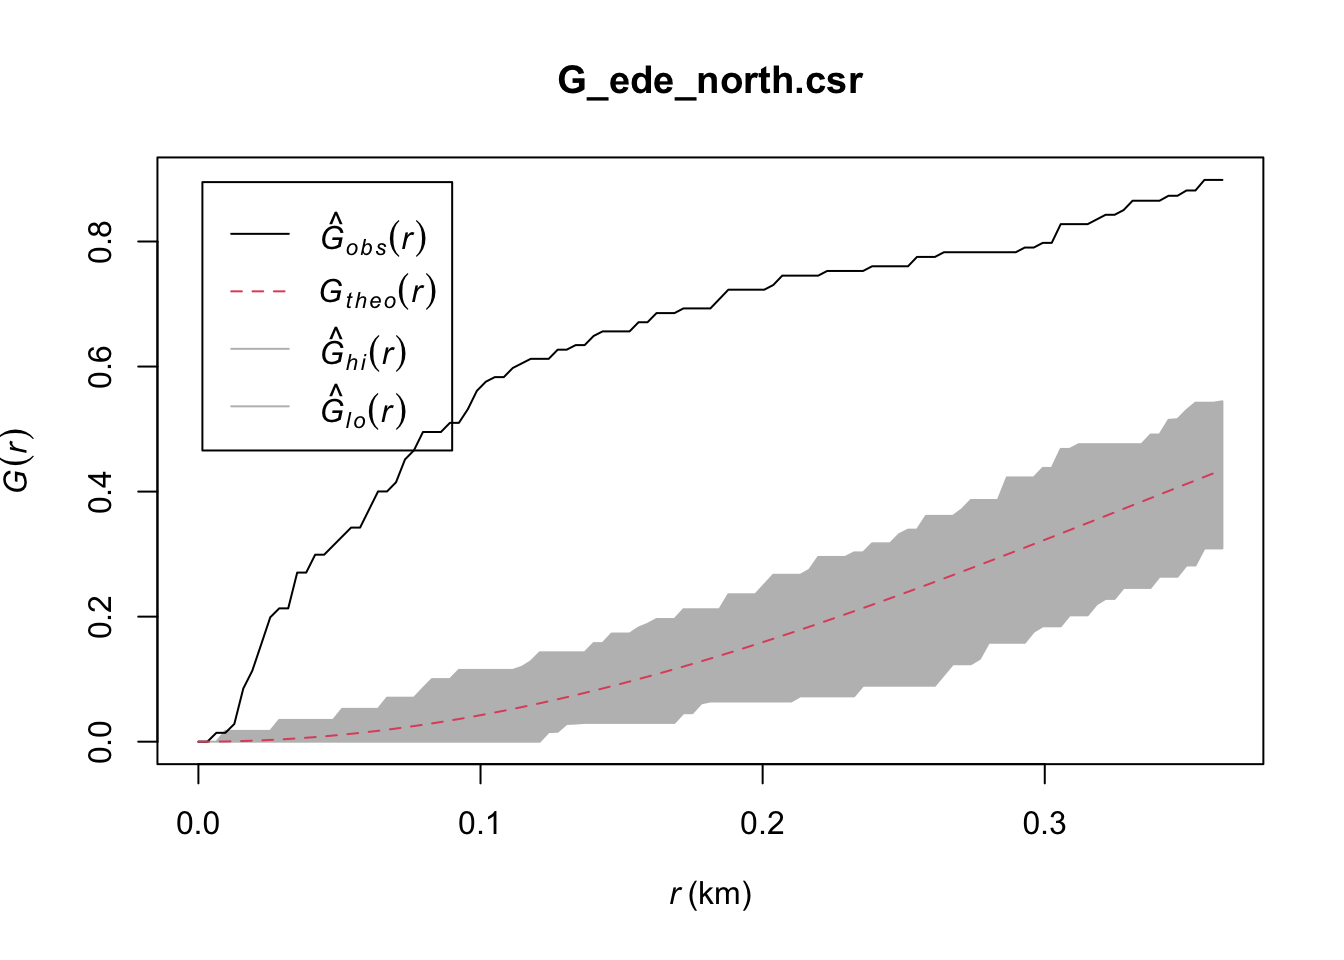 G_ede_north.csr
Ĝobs(r)
Gtheo(r)
Ĝhi(r)
Ĝlo(r)
G(r)
0.8
0.6
0.4
0.2
0.0
0.0 0.1 0.2 0.3
r (km)